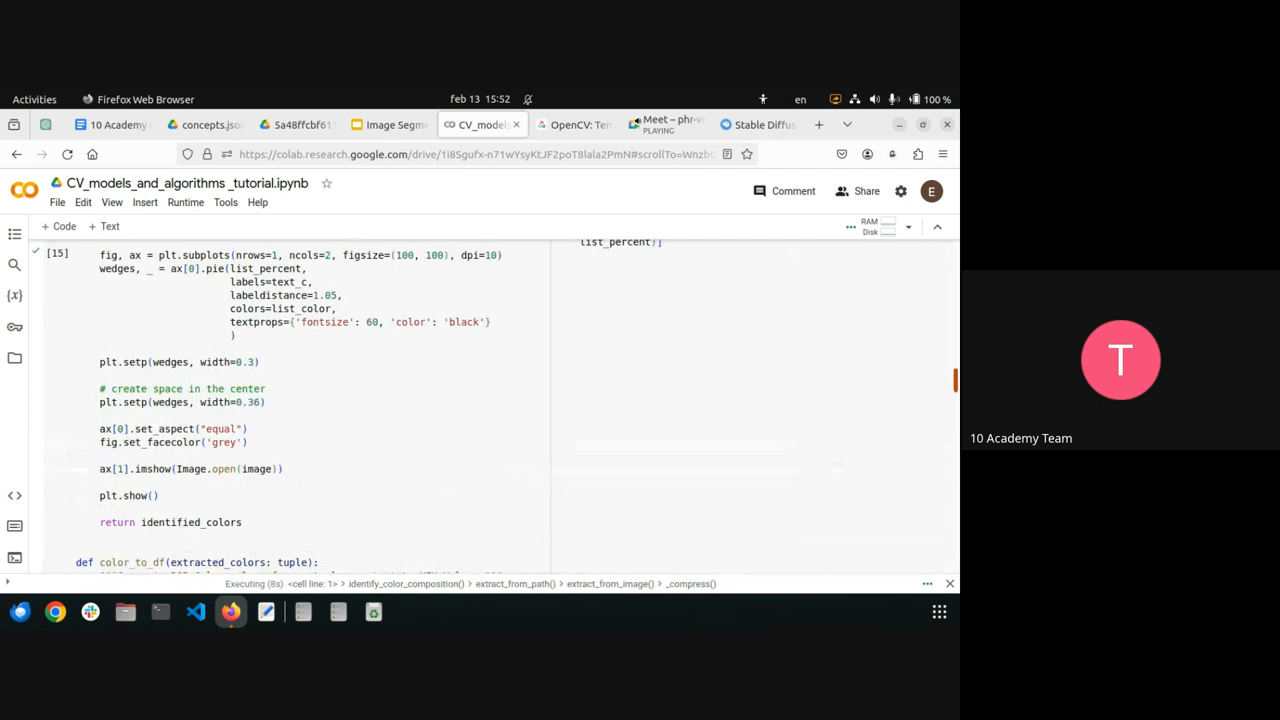 Activities
Firefox Web Browser
feb 13 15:52
en
100 %
10 Academy
concepts.jso
5a48ffcbf61
Image Segm
CV_models
OpenCV: Tem
Meet – phr-v
PLAYING
Stable Diffus
https://colab.research.google.com/drive/1i8Sgufx-n71wYsyKtJF2poT8lala2PmN#scrollTo=Wnzb
CV_models_and_algorithms _tutorial.ipynb
Comment
Share
E
File Edit View Insert Runtime Tools Help
+ Code + Text
RAM
Disk
list_percent)]
[15]
fig, ax = plt.subplots(nrows=1, ncols=2, figsize=(100, 100), dpi=10)
wedges, _ = ax[0].pie(list_percent,
labels=text_c,
labeldistance=1.05,
colors=list_color,
textprops={'fontsize': 60, 'color': 'black'}
)
plt.setp(wedges, width=0.3)
# create space in the center
plt.setp(wedges, width=0.36)
ax[0].set_aspect("equal")
fig.set_facecolor('grey')
ax[1].imshow(Image.open(image))
plt.show()
return identified_colors
def color_to_df(extracted_colors: tuple):
Executing (8s) <cell line: 1> identify_color_composition() extract_from_path() extract_from_image() _compress()
T
10 Academy Team